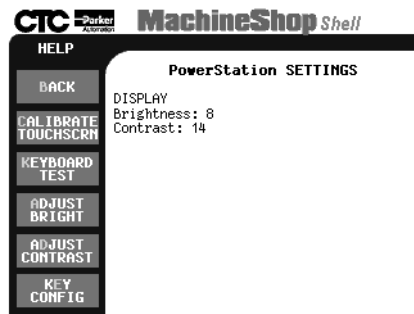 CTC Parker Automation MachineShop Shell
HELP
PowerStation SETTINGS
BACK
DISPLAY
Brightness: 8
Contrast: 14
CALIBRATE
TOUCHSCRN
KEYBOARD
TEST
ADJUST
BRIGHT
ADJUST
CONTRAST
KEY
CONFIG